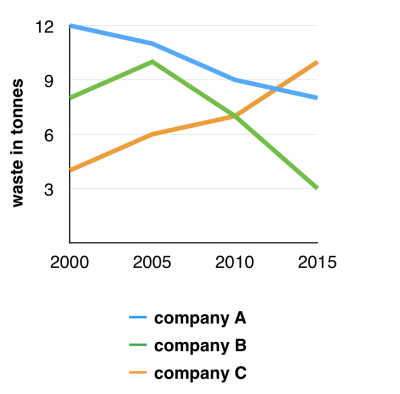 waste in tonnes
12
9
6
3
2000 2005 2010 2015
company A
company B
company C